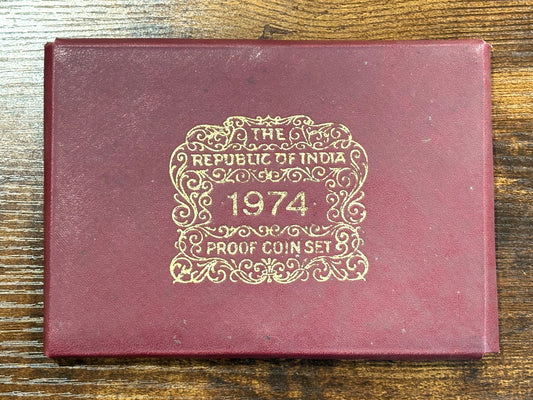 THE
REPUBLIC OF INDIA
1974
PROOF COIN SET